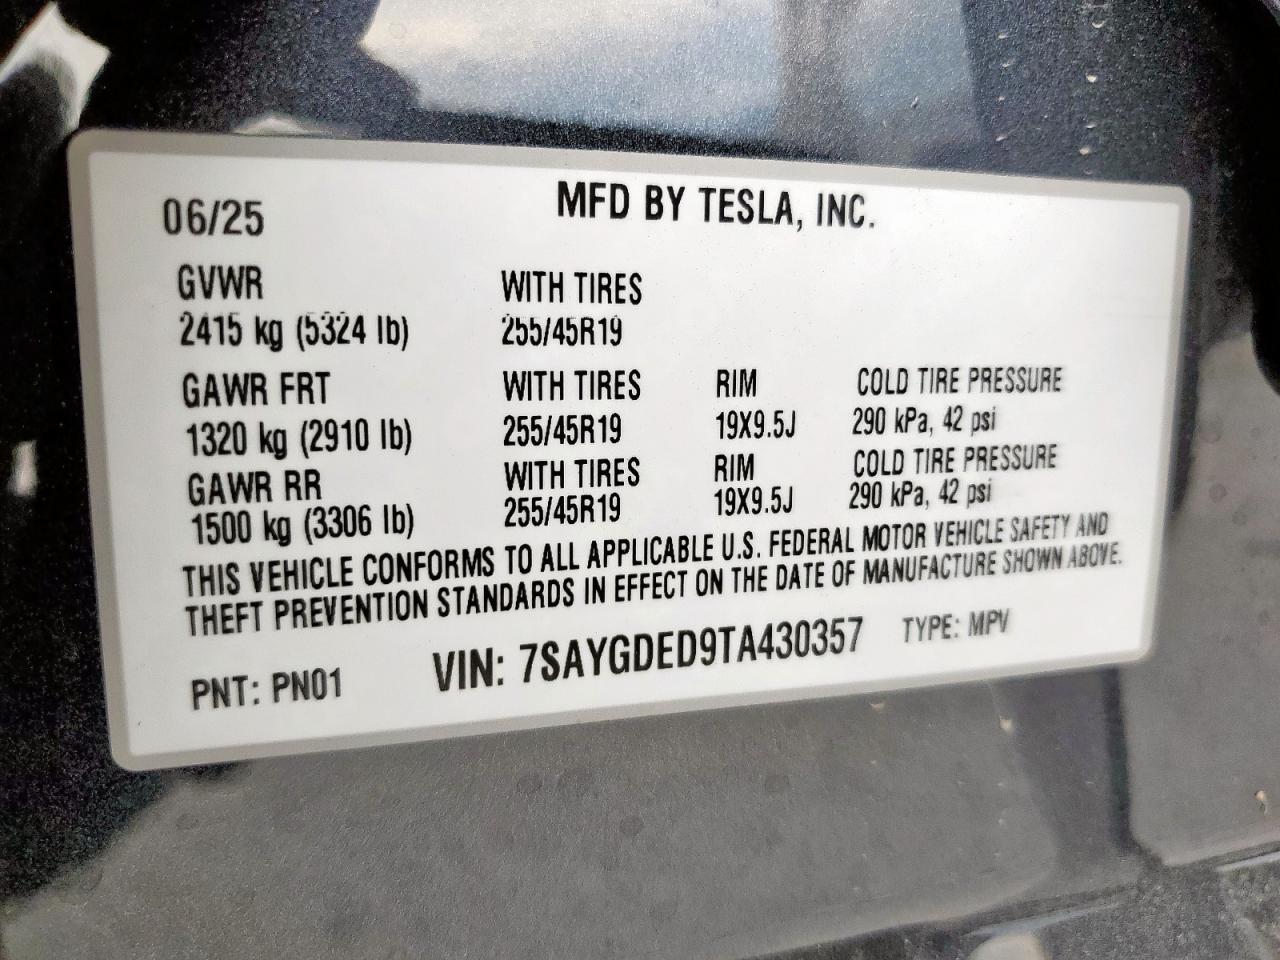 06/25 MFD BY TESLA, INC.
GVWR WITH TIRES
2415 kg (5324 lb) 255/45R19
GAWR FRT WITH TIRES RIM COLD TIRE PRESSURE
1320 kg (2910 lb) 255/45R19 19X9.5J 290 kPa, 42 psi
GAWR RR WITH TIRES RIM COLD TIRE PRESSURE
1500 kg (3306 lb) 255/45R19 19X9.5J 290 kPa, 42 psi
THIS VEHICLE CONFORMS TO ALL APPLICABLE U.S. FEDERAL MOTOR VEHICLE SAFETY AND
THEFT PREVENTION STANDARDS IN EFFECT ON THE DATE OF MANUFACTURE SHOWN ABOVE.
PNT: PN01 VIN: 7SAYGDED9TA430357 TYPE: MPV